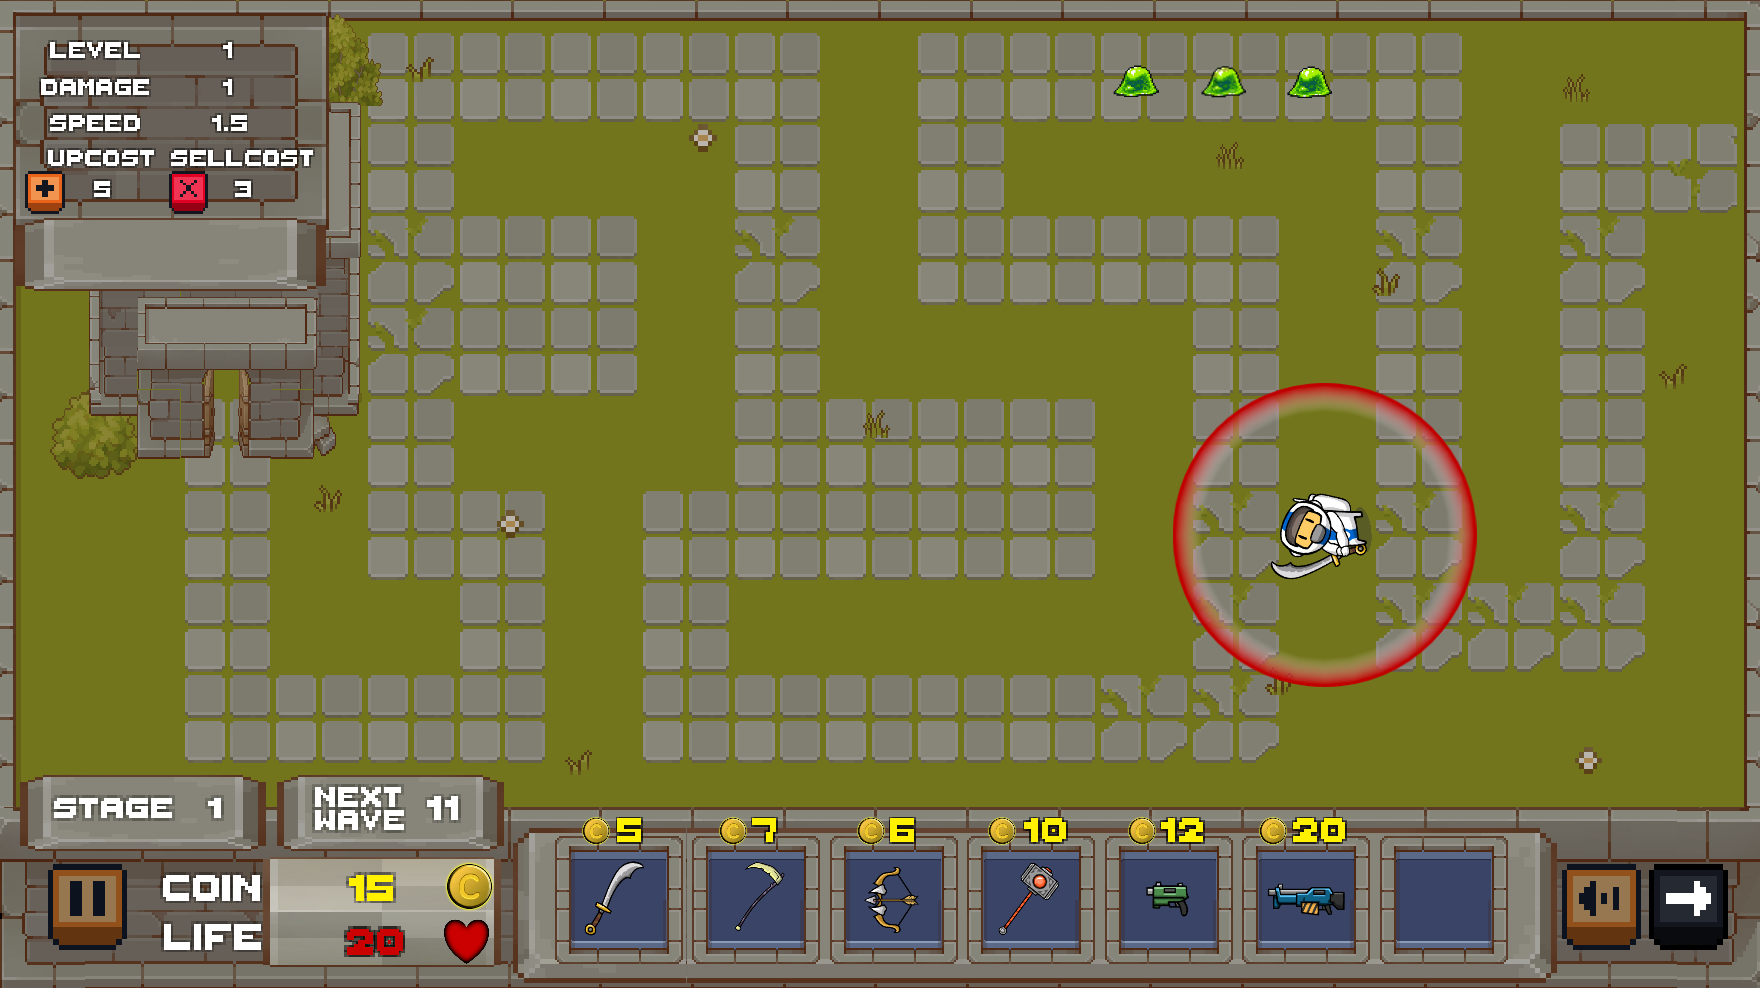 LEVEL 1
DAMAGE 1
SPEED 1.5
UPCOST SELLCOST
5 3
STAGE 1
NEXT WAVE 11
5 7 6 10 12 20
COIN 15
LIFE 20